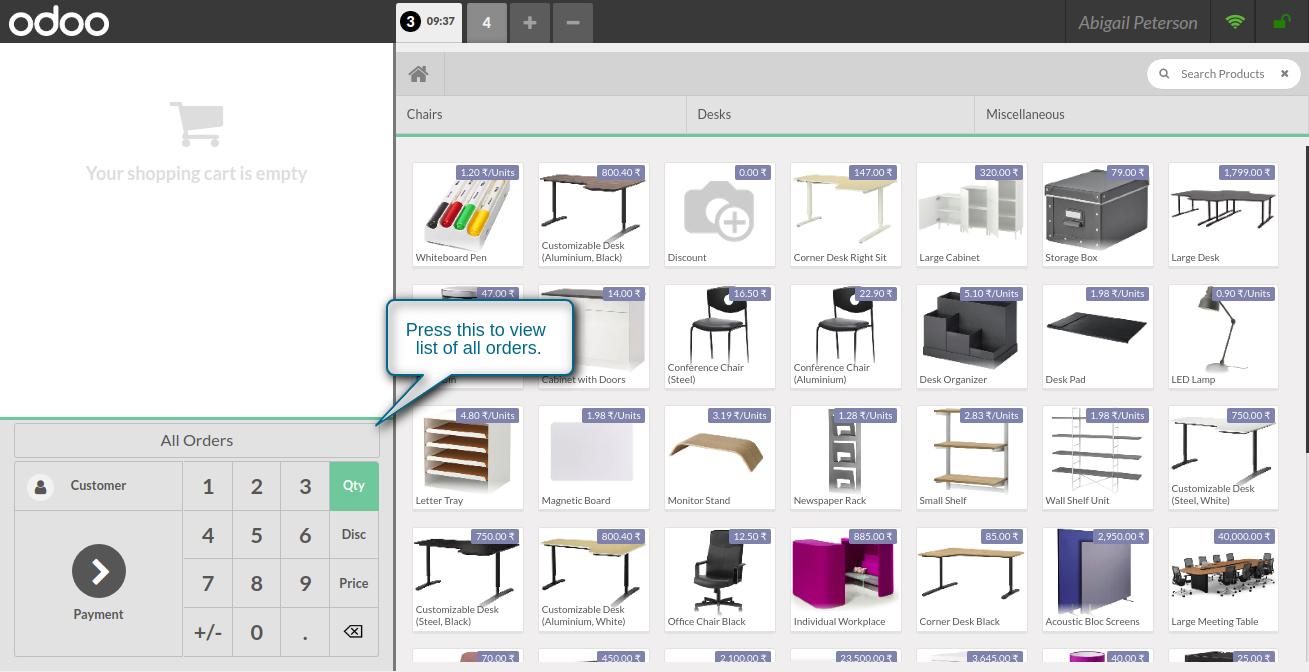 odoo
3 09:37
4
+
-
Abigail Peterson
Search Products
Chairs
Desks
Miscellaneous
Your shopping cart is empty
1.20 ₹/Units
800.40 ₹
0.00 ₹
147.00 ₹
320.00 ₹
79.00 ₹
1,799.00 ₹
Whiteboard Pen
Customizable Desk
(Aluminium, Black)
Discount
Corner Desk Right Sit
Large Cabinet
Storage Box
Large Desk
47.00 ₹
14.00 ₹
16.50 ₹
22.90 ₹
5.10 ₹/Units
1.98 ₹/Units
0.90 ₹/Units
Press this to view
list of all orders.
Cabinet with Doors
Conference Chair
(Steel)
Conference Chair
(Aluminium)
Desk Organizer
Desk Pad
LED Lamp
4.80 ₹/Units
1.98 ₹/Units
3.19 ₹/Units
1.28 ₹/Units
2.83 ₹/Units
1.98 ₹/Units
750.00 ₹
Letter Tray
Magnetic Board
Monitor Stand
Newspaper Rack
Small Shelf
Wall Shelf Unit
Customizable Desk
(Steel, White)
750.00 ₹
800.40 ₹
12.50 ₹
885.00 ₹
85.00 ₹
2,950.00 ₹
40,000.00 ₹
Customizable Desk
(Steel, Black)
Customizable Desk
(Aluminium, White)
Office Chair Black
Individual Workplace
Corner Desk Black
Acoustic Bloc Screens
Large Meeting Table
70.00 ₹
450.00 ₹
2,100.00 ₹
23,500.00 ₹
3,645.00 ₹
40.00 ₹
25.00 ₹
All Orders
Customer
1 2 3 Qty
4 5 6 Disc
7 8 9 Price
Payment
+/- 0 .